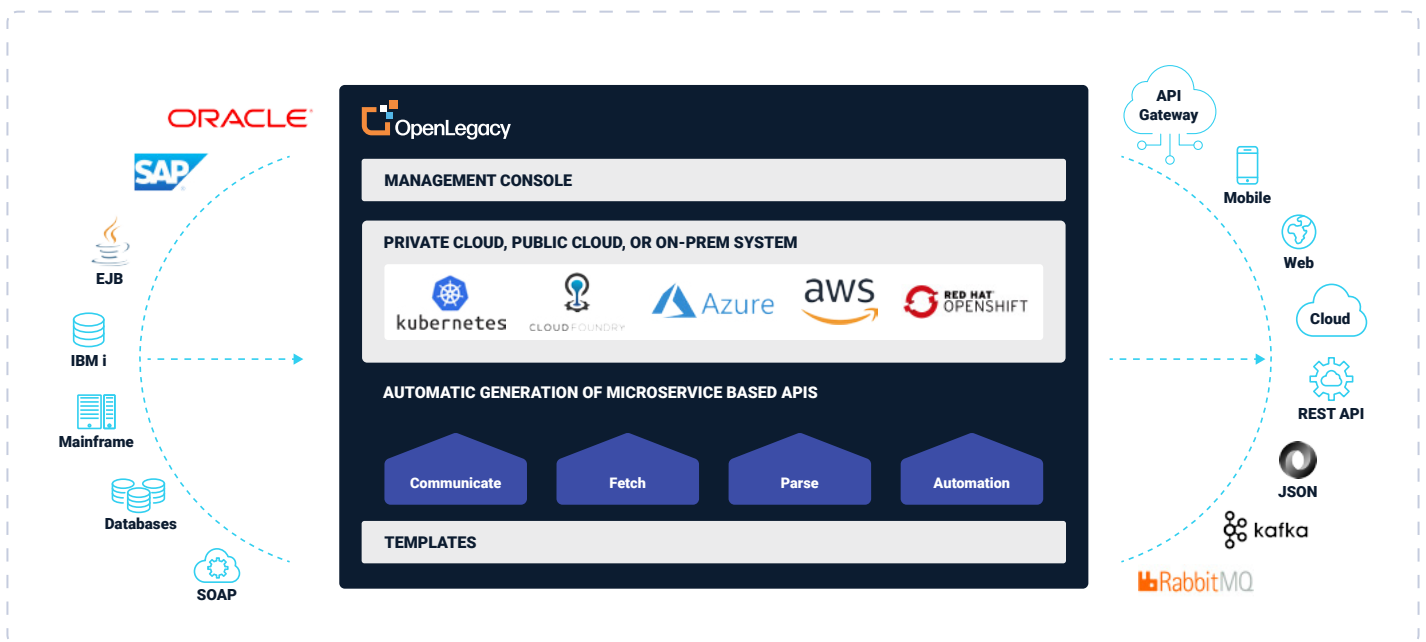 ORACLE
SAP
EJB
IBM i
Mainframe
Databases
SOAP
OpenLegacy
MANAGEMENT CONSOLE
PRIVATE CLOUD, PUBLIC CLOUD, OR ON-PREM SYSTEM
kubernetes
CLOUD FOUNDRY
Azure
aws
RED HAT
OPENSHIFT
AUTOMATIC GENERATION OF MICROSERVICE BASED APIS
Communicate
Fetch
Parse
Automation
TEMPLATES
API
Gateway
Mobile
Web
Cloud
REST API
JSON
kafka
RabbitMQ